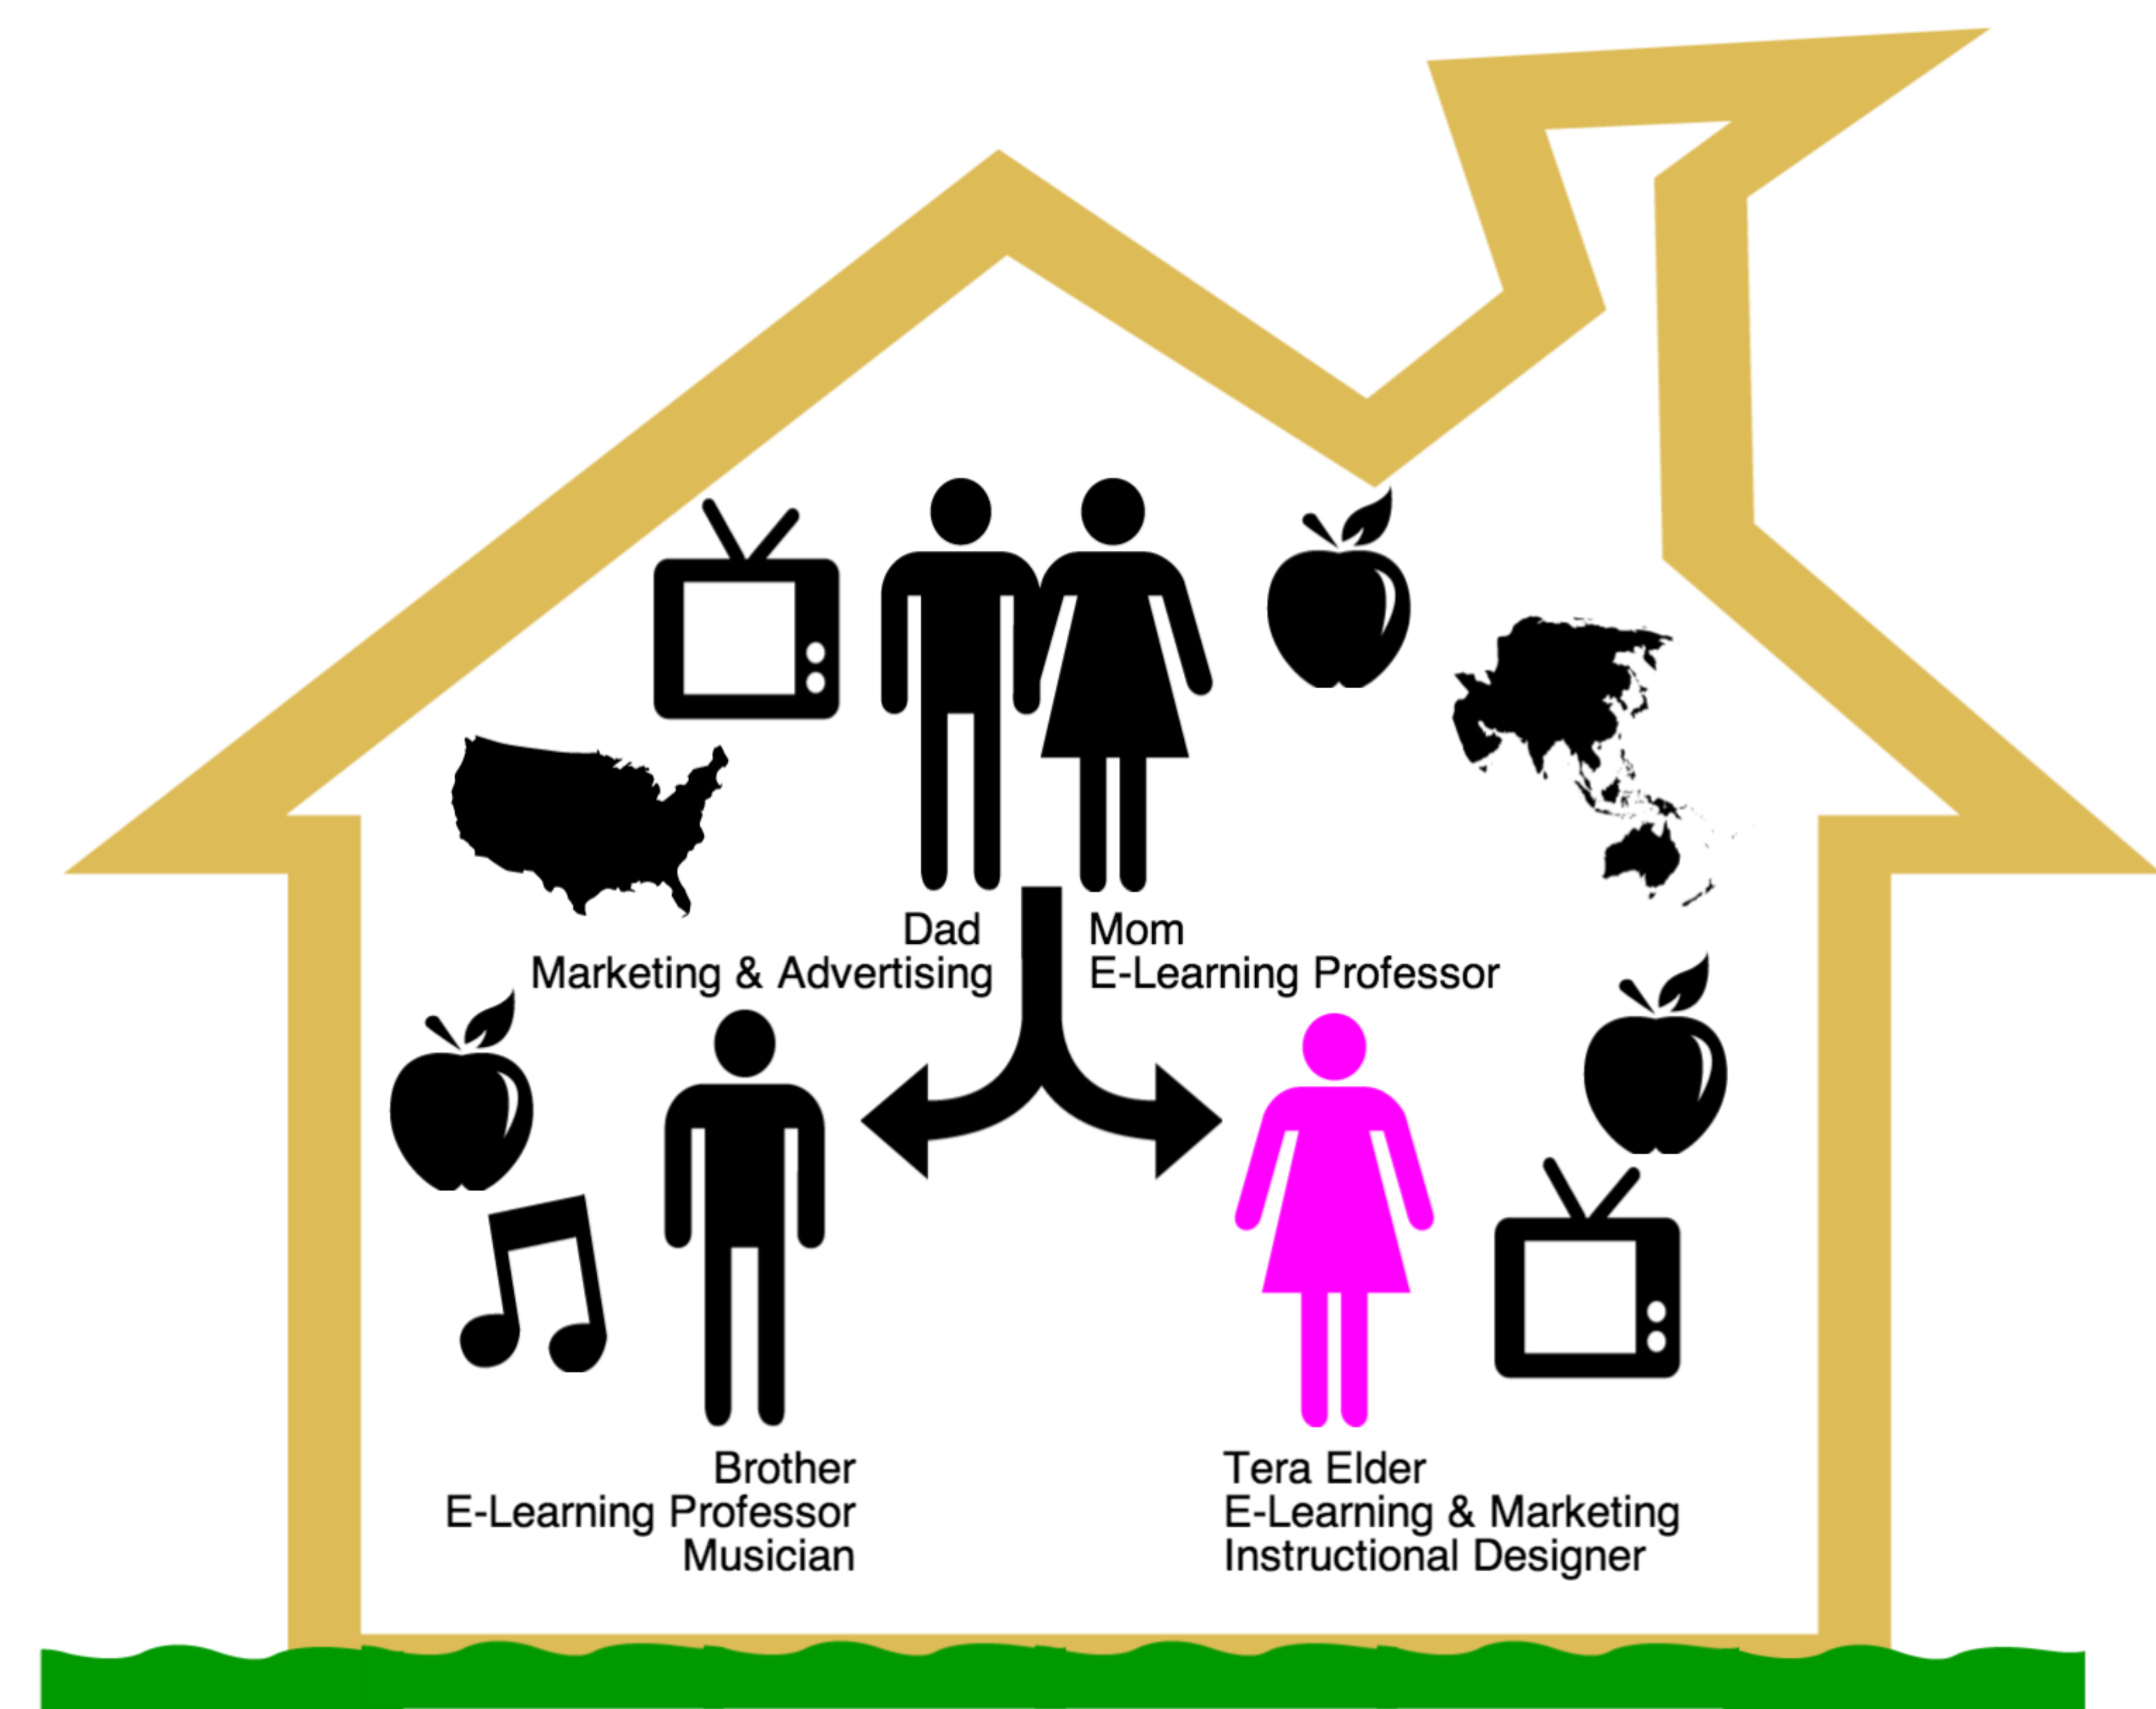 Dad
Marketing & Advertising
Mom
E-Learning Professor
Brother
E-Learning Professor
Musician
Tera Elder
E-Learning & Marketing
Instructional Designer